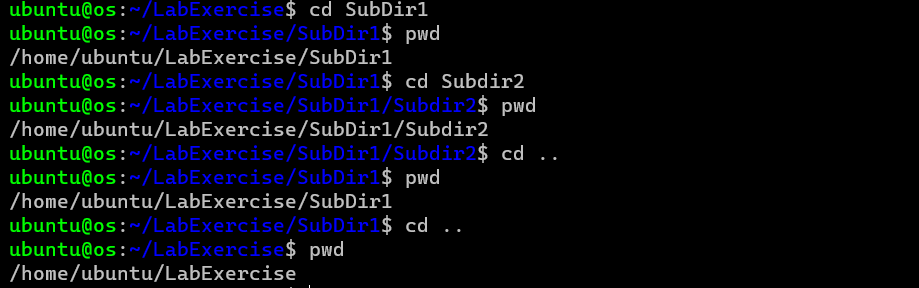 ubuntu@os:~/LabExercise$ cd SubDir1
ubuntu@os:~/LabExercise/SubDir1$ pwd
/home/ubuntu/LabExercise/SubDir1
ubuntu@os:~/LabExercise/SubDir1$ cd Subdir2
ubuntu@os:~/LabExercise/SubDir1/Subdir2$ pwd
/home/ubuntu/LabExercise/SubDir1/Subdir2
ubuntu@os:~/LabExercise/SubDir1/Subdir2$ cd ..
ubuntu@os:~/LabExercise/SubDir1$ pwd
/home/ubuntu/LabExercise/SubDir1
ubuntu@os:~/LabExercise/SubDir1$ cd ..
ubuntu@os:~/LabExercise$ pwd
/home/ubuntu/LabExercise